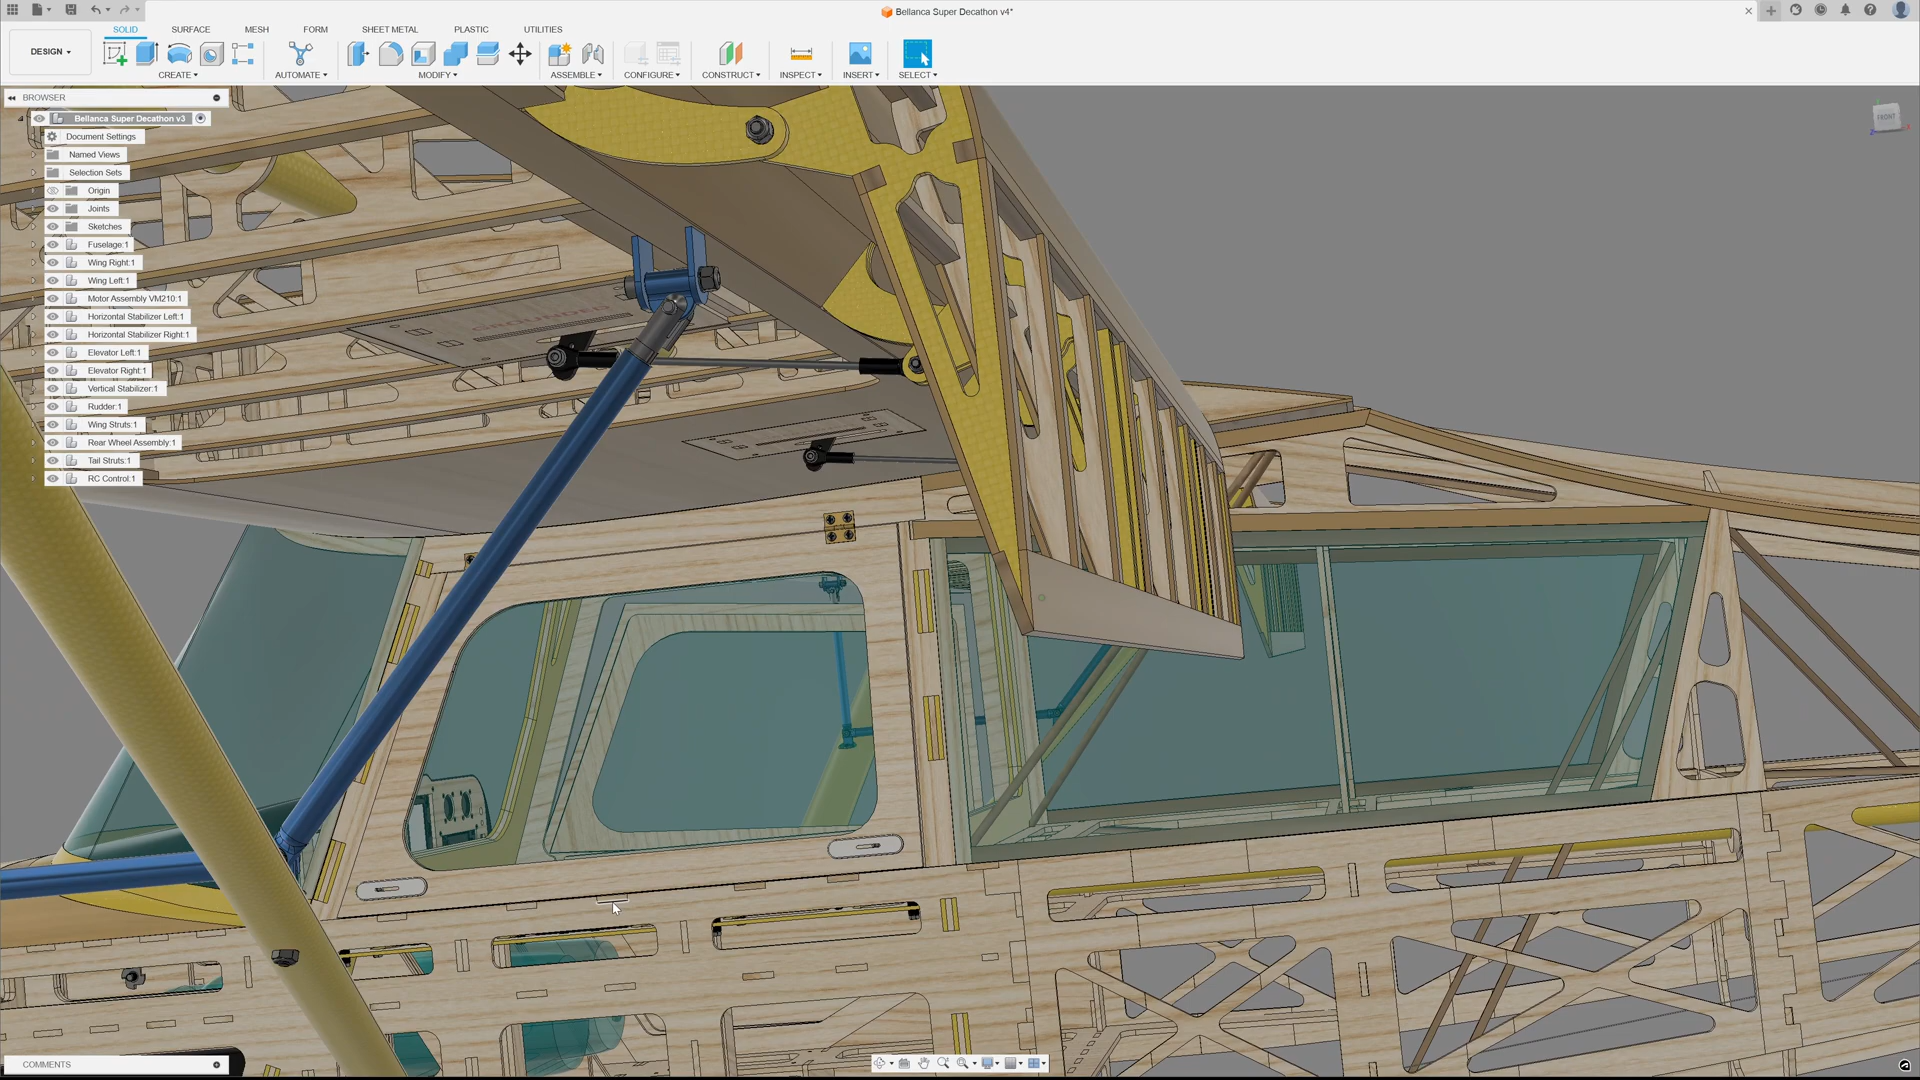 Bellanca Super Decathon v4*
DESIGN
SOLID SURFACE MESH FORM SHEET METAL PLASTIC UTILITIES
CREATE AUTOMATE MODIFY ASSEMBLE CONFIGURE CONSTRUCT INSPECT INSERT SELECT
BROWSER
Bellanca Super Decathon v3
Document Settings
Named Views
Selection Sets
Origin
Joints
Sketches
Fuselage:1
Wing Right:1
Wing Left:1
Motor Assembly VM210:1
Horizontal Stabilizer Left:1
Horizontal Stabilizer Right:1
Elevator Left:1
Elevator Right:1
Vertical Stabilizer:1
Rudder:1
Wing Struts:1
Rear Wheel Assembly:1
Tail Struts:1
RC Control:1
FRONT
COMMENTS